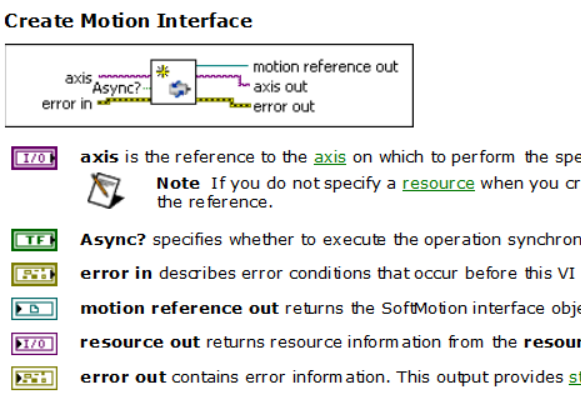 Create Motion Interface
motion reference out
axis
axis out
Async?
error in
error out
I/O
axis is the reference to the axis on which to perform the spe
Note If you do not specify a resource when you cr
the reference.
TF
Async? specifies whether to execute the operation synchron
error in describes error conditions that occur before this VI
motion reference out returns the SoftMotion interface obje
I/O
resource out returns resource information from the resour
error out contains error information. This output provides st